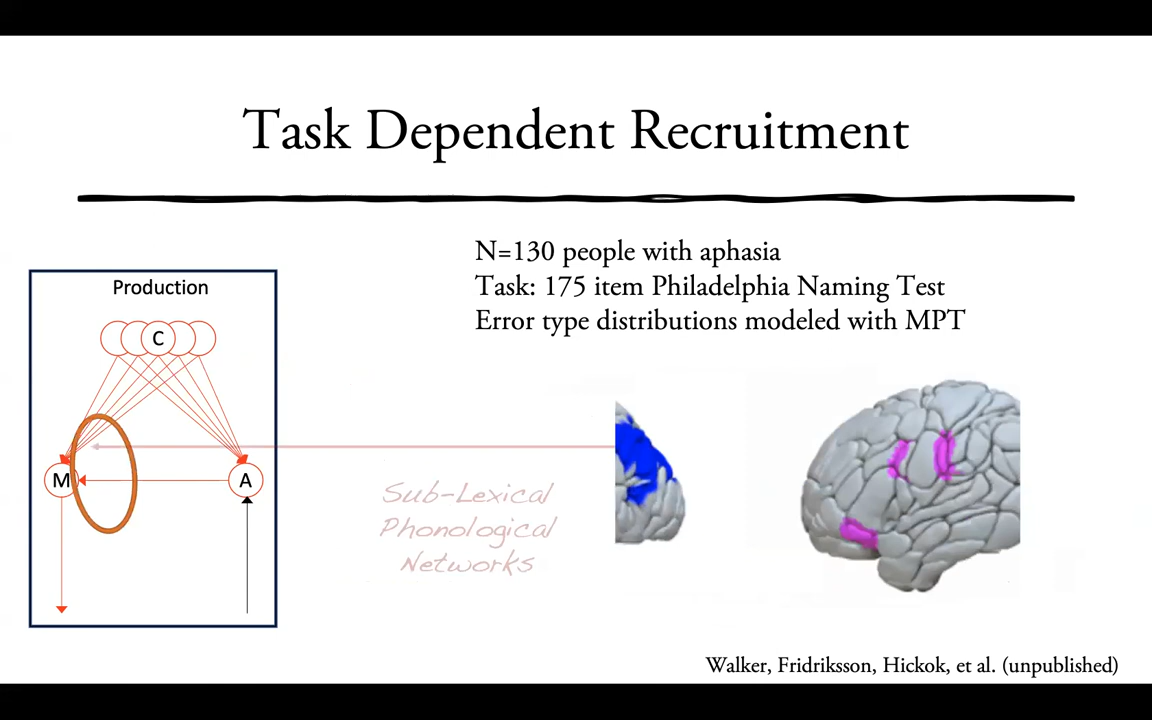 Task Dependent Recruitment
N=130 people with aphasia
Task: 175 item Philadelphia Naming Test
Error type distributions modeled with MPT
Production
C
M
A
Sub-Lexical
Phonological
Networks
Walker, Fridriksson, Hickok, et al. (unpublished)